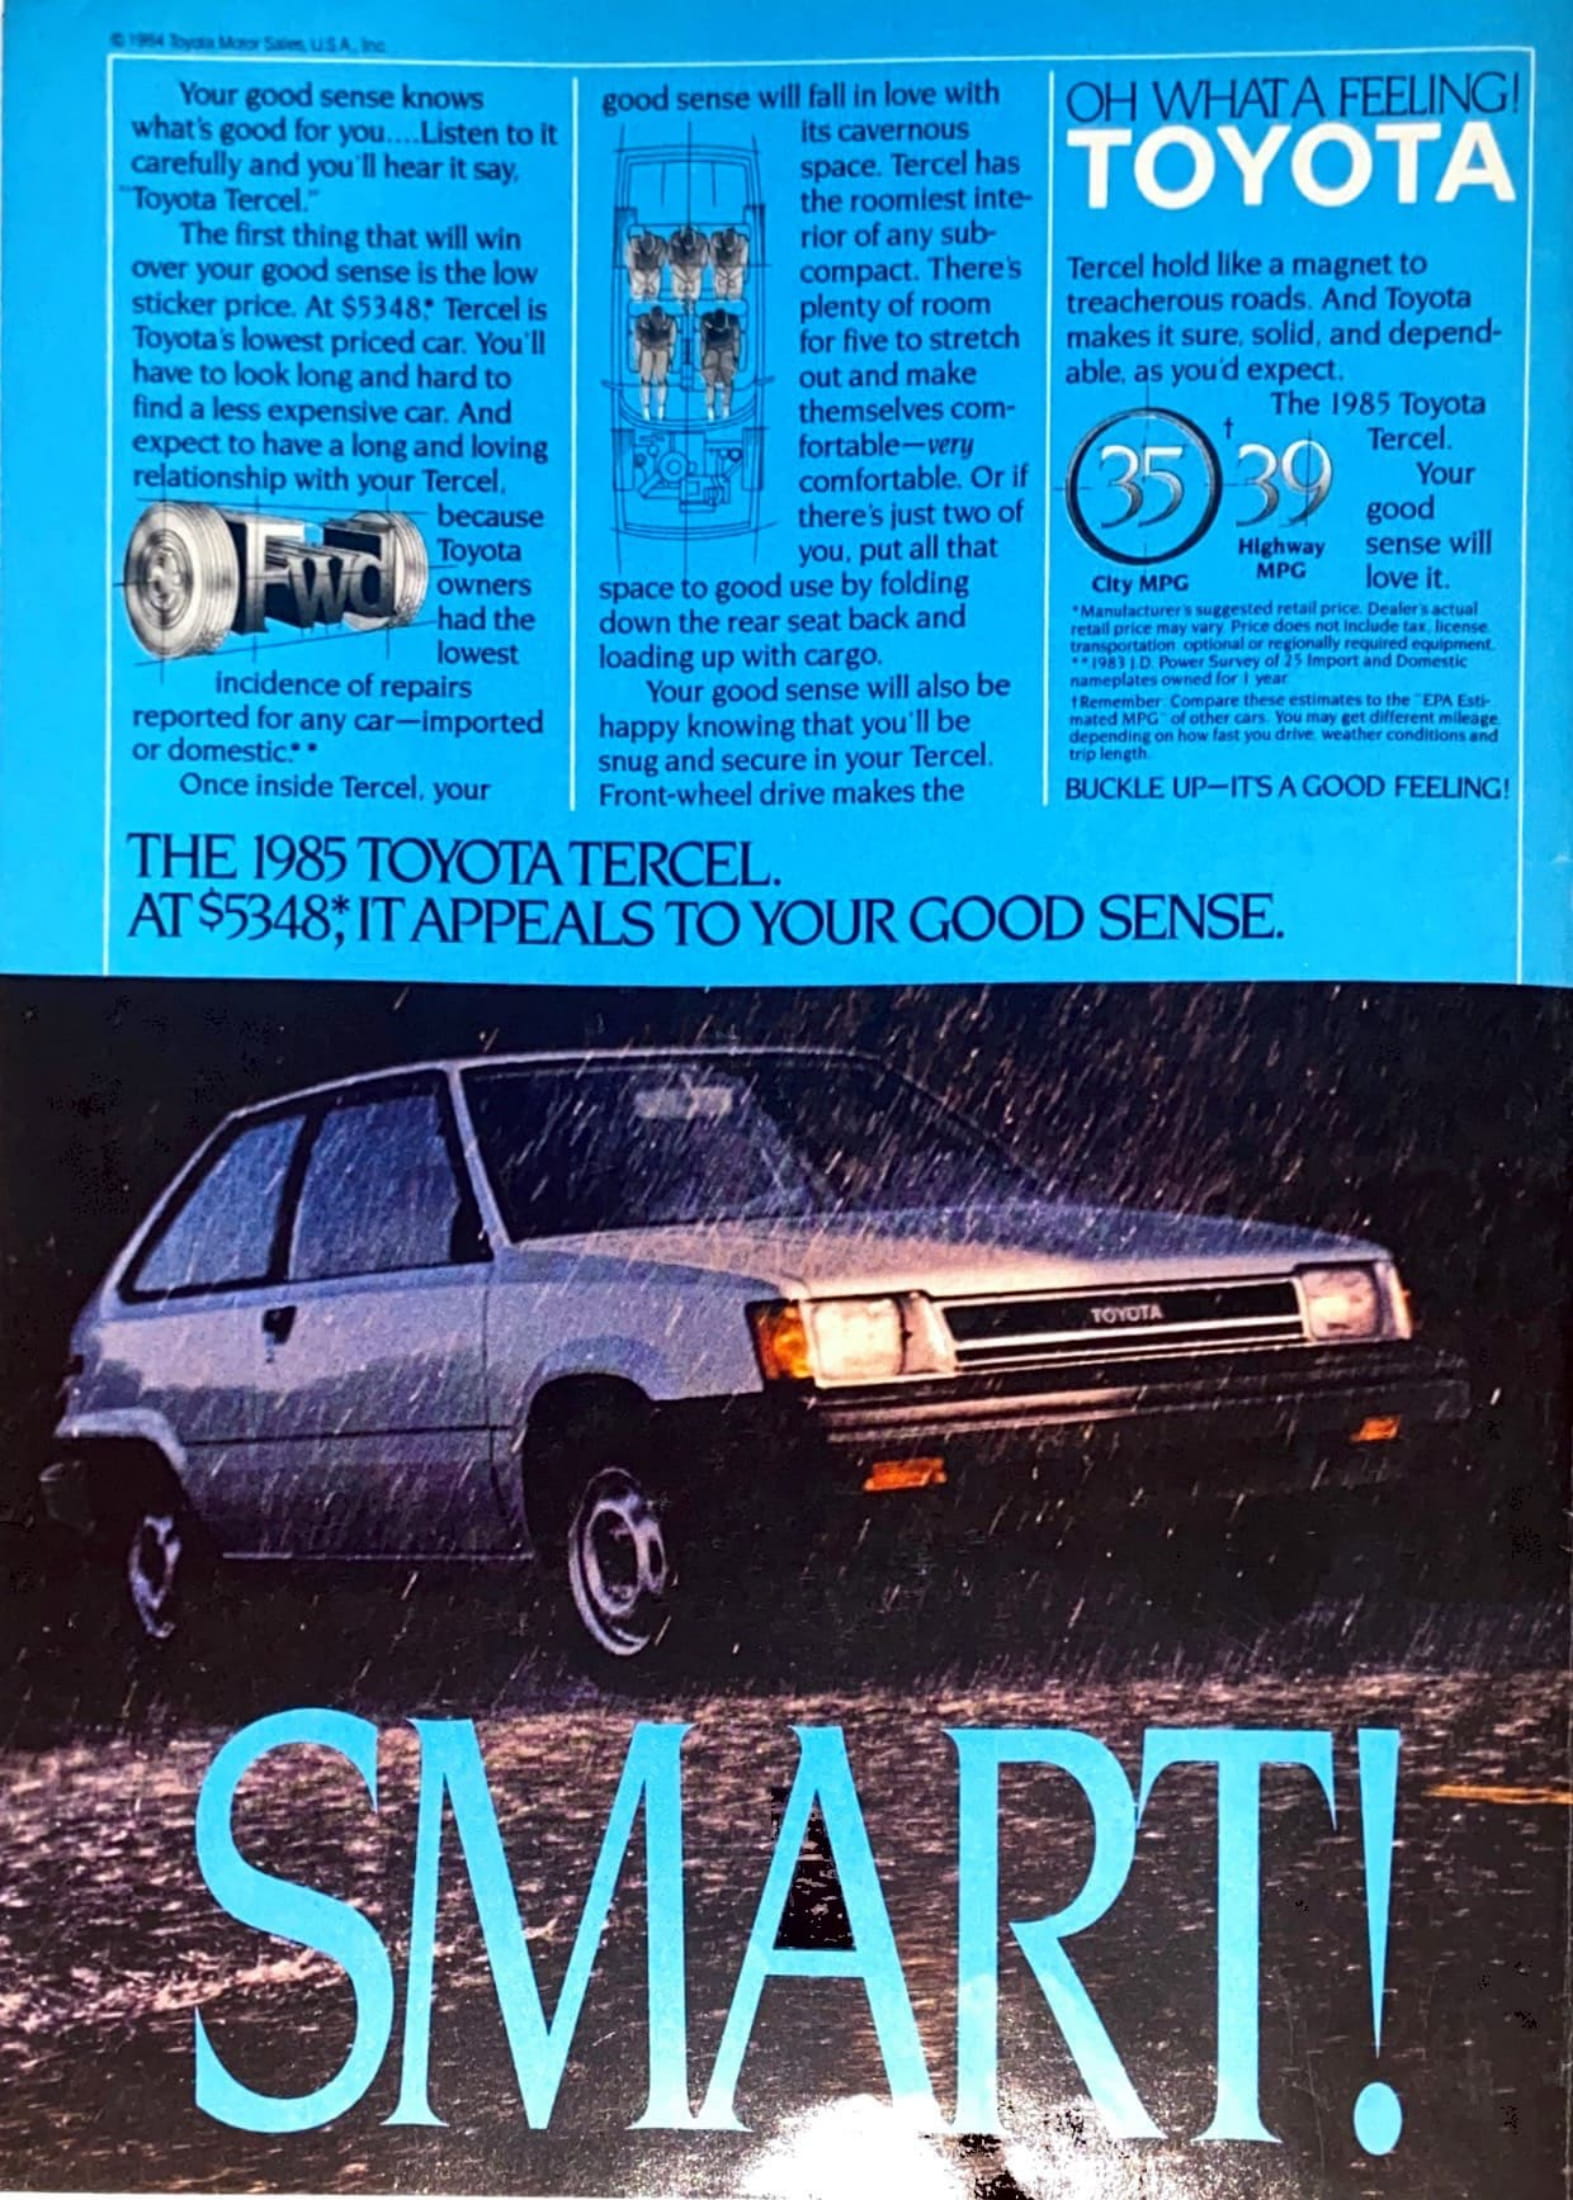 © 1984 Toyota Motor Sales, U.S.A., Inc.
Your good sense knows
what's good for you....Listen to it
carefully and you'll hear it say,
"Toyota Tercel."
The first thing that will win
over your good sense is the low
sticker price. At $5348,* Tercel is
Toyota's lowest priced car. You'll
have to look long and hard to
find a less expensive car. And
expect to have a long and loving
relationship with your Tercel,
Fwd
because
Toyota
owners
had the
lowest
incidence of repairs
reported for any car—imported
or domestic.**
Once inside Tercel, your
good sense will fall in love with
its cavernous
space. Tercel has
the roomiest inte-
rior of any sub-
compact. There's
plenty of room
for five to stretch
out and make
themselves com-
fortable—very
comfortable. Or if
there's just two of
you, put all that
space to good use by folding
down the rear seat back and
loading up with cargo.
Your good sense will also be
happy knowing that you'll be
snug and secure in your Tercel.
Front-wheel drive makes the
OH WHAT A FEELING!
TOYOTA
Tercel hold like a magnet to
treacherous roads. And Toyota
makes it sure, solid, and depend-
able, as you'd expect.
The 1985 Toyota
Tercel.
Your
good
sense will
love it.
35 † 39
City MPG
Highway
MPG
*Manufacturer's suggested retail price. Dealer's actual
retail price may vary. Price does not include tax, license,
transportation, optional or regionally required equipment.
**1983 J.D. Power Survey of 25 Import and Domestic
nameplates owned for 1 year.
†Remember: Compare these estimates to the "EPA Esti-
mated MPG" of other cars. You may get different mileage,
depending on how fast you drive, weather conditions and
trip length.
BUCKLE UP—IT'S A GOOD FEELING!
THE 1985 TOYOTA TERCEL.
AT $5348,* IT APPEALS TO YOUR GOOD SENSE.
TOYOTA
SMART!